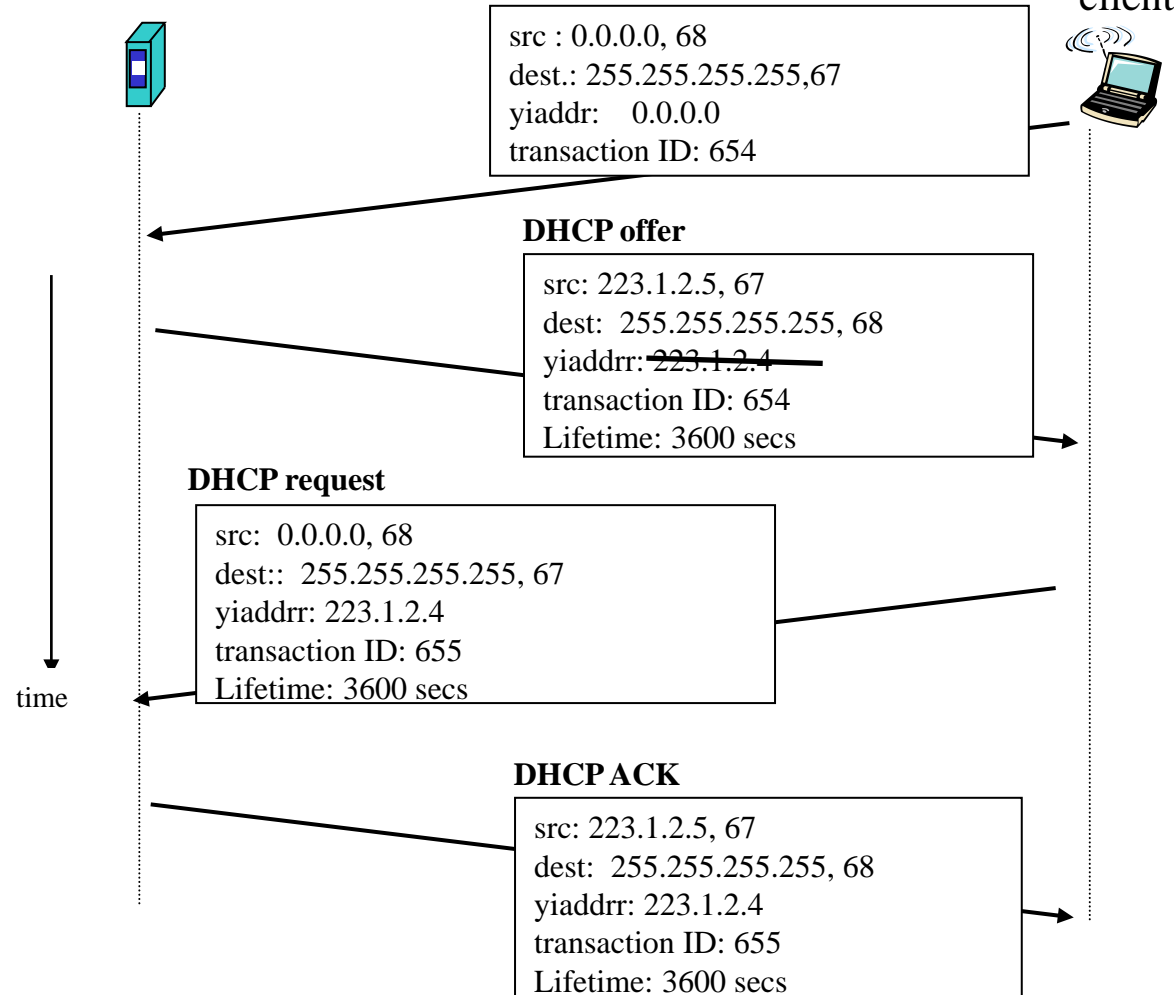 client
src : 0.0.0.0, 68
dest.: 255.255.255.255,67
yiaddr: 0.0.0.0
transaction ID: 654
DHCP offer
src: 223.1.2.5, 67
dest: 255.255.255.255, 68
yiaddrr: 223.1.2.4
transaction ID: 654
Lifetime: 3600 secs
DHCP request
src: 0.0.0.0, 68
dest:: 255.255.255.255, 67
yiaddrr: 223.1.2.4
transaction ID: 655
Lifetime: 3600 secs
time
DHCP ACK
src: 223.1.2.5, 67
dest: 255.255.255.255, 68
yiaddrr: 223.1.2.4
transaction ID: 655
Lifetime: 3600 secs